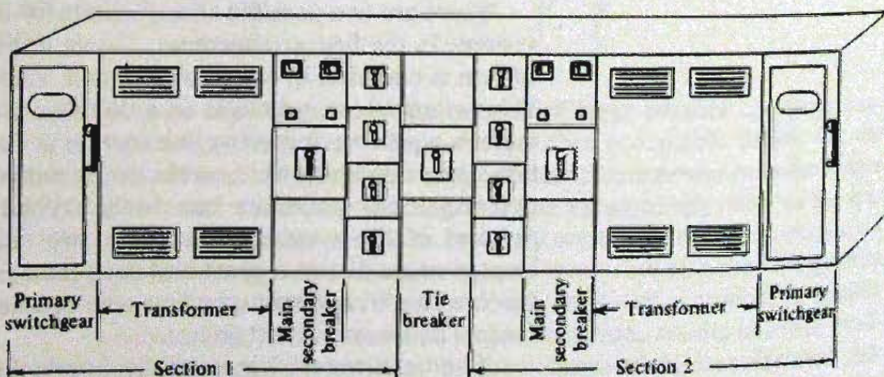 Primary
switchgear
Transformer
Main
secondary
breaker
Tie
breaker
Main
secondary
breaker
Transformer
Primary
switchgear
Section 1
Section 2